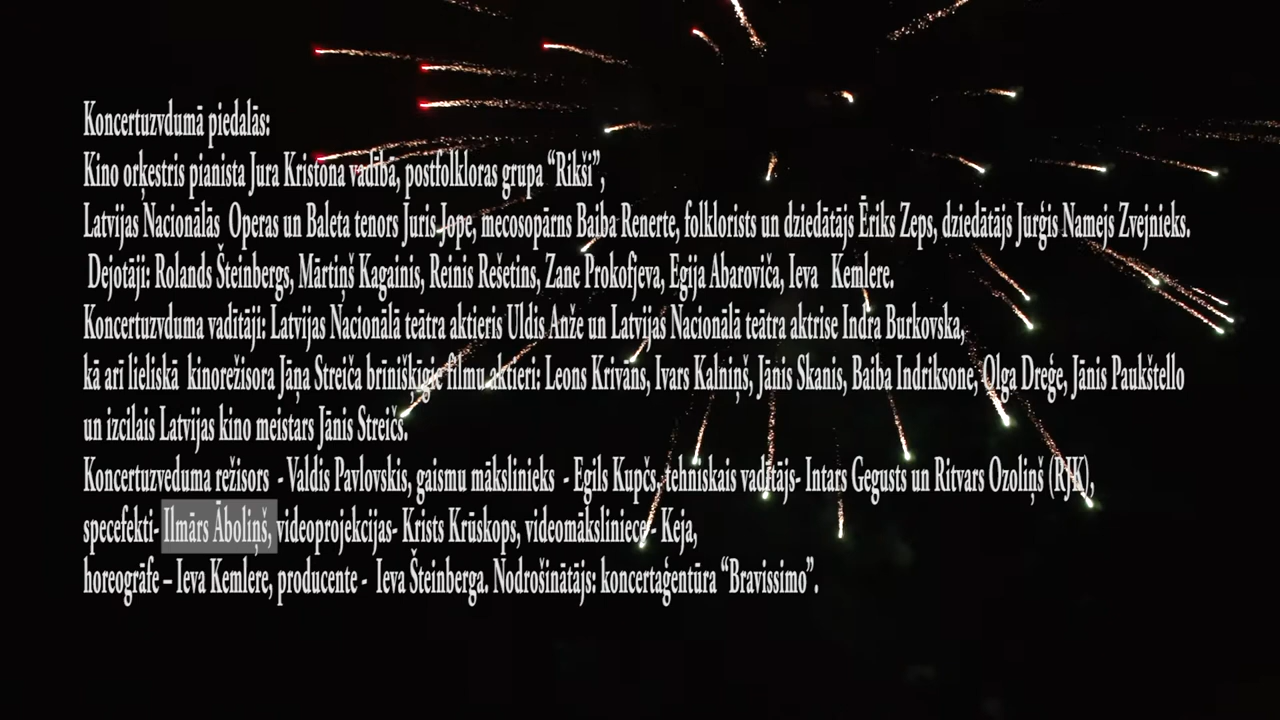 Koncertuzvdumā piedalās:
Kino orķestris pianista Jura Kristona vadībā, postfolkloras grupa “Rikši”,
Latvijas Nacionālās Operas un Baleta tenors Juris Jope, mecosoprāns Baiba Renerte, folklorists un dziedātājs Ēriks Zeps, dziedātājs Jurģis Namejs Zvejnieks.
Dejotāji: Rolands Šteinbergs, Mārtiņš Kagainis, Reinis Rešetins, Zane Prokofjeva, Egija Abaroviča, Ieva Kemlere.
Koncertuzvduma vadītāji: Latvijas Nacionālā teātra aktieris Uldis Anže un Latvijas Nacionālā teātra aktrise Indra Burkovska,
kā arī lieliskā kinorežisora Jāņa Streiča brīnišķīgie filmu aktieri: Leons Krivāns, Ivars Kalniņš, Jānis Skanis, Baiba Indriksone, Olga Dreģe, Jānis Paukštello
un izcilais Latvijas kino meistars Jānis Streičs.
Koncertuzveduma režisors - Valdis Pavlovskis, gaismu mākslinieks - Egils Kupčs, tehniskais vadītājs- Intars Gegusts un Ritvars Ozoliņš (RJK),
specefekti- Ilmārs Āboliņš, videoprojekcijas- Krists Krūskops, videomāksliniece - Keja,
horeogrāfe – Ieva Kemlere, producente - Ieva Šteinberga. Nodrošinātājs: koncertaģentūra “Bravissimo”.